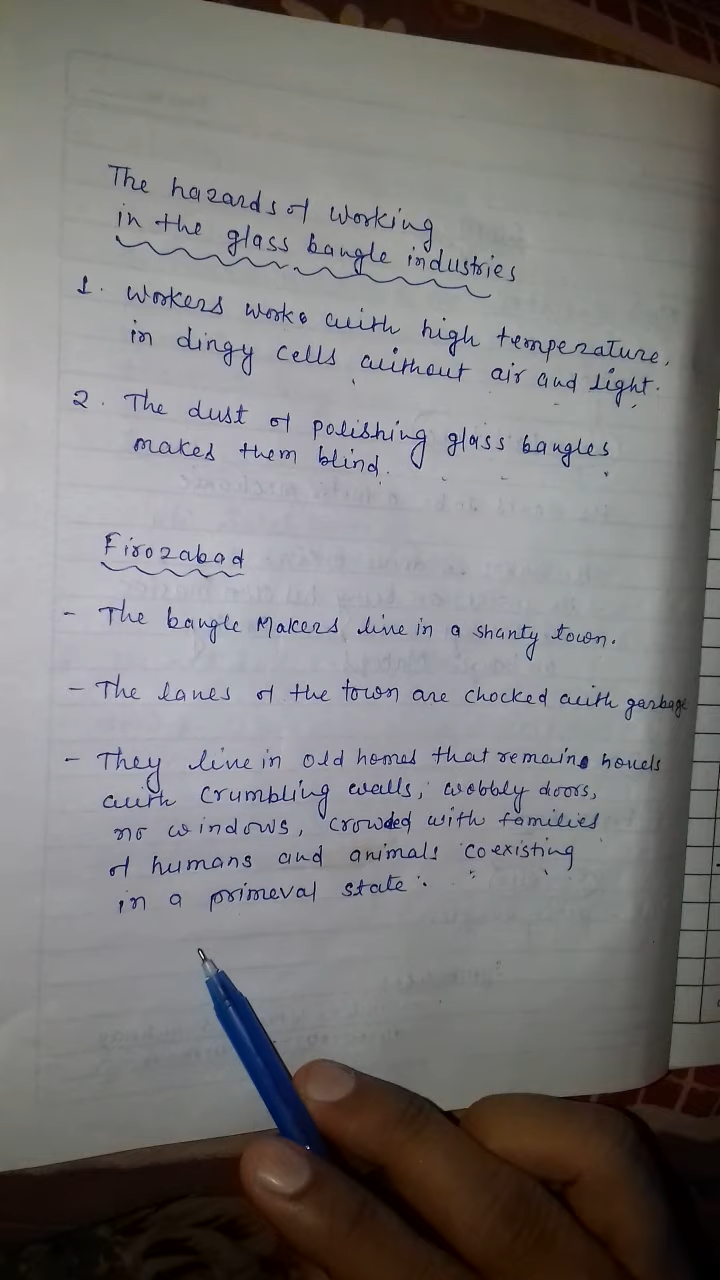 The hazards of working
in the glass bangle industries
1. Workers works with high temperature,
in dingy cells without air and light.
2. The dust of polishing glass bangles
makes them blind.
Firozabad
- The bangle Makers live in a shanty town.
- The lanes of the town are chocked with garbage
- They live in old homes that remains hovels
with crumbling walls, wobbly doors,
no windows, crowded with families
of humans and animals coexisting
in a primeval state.